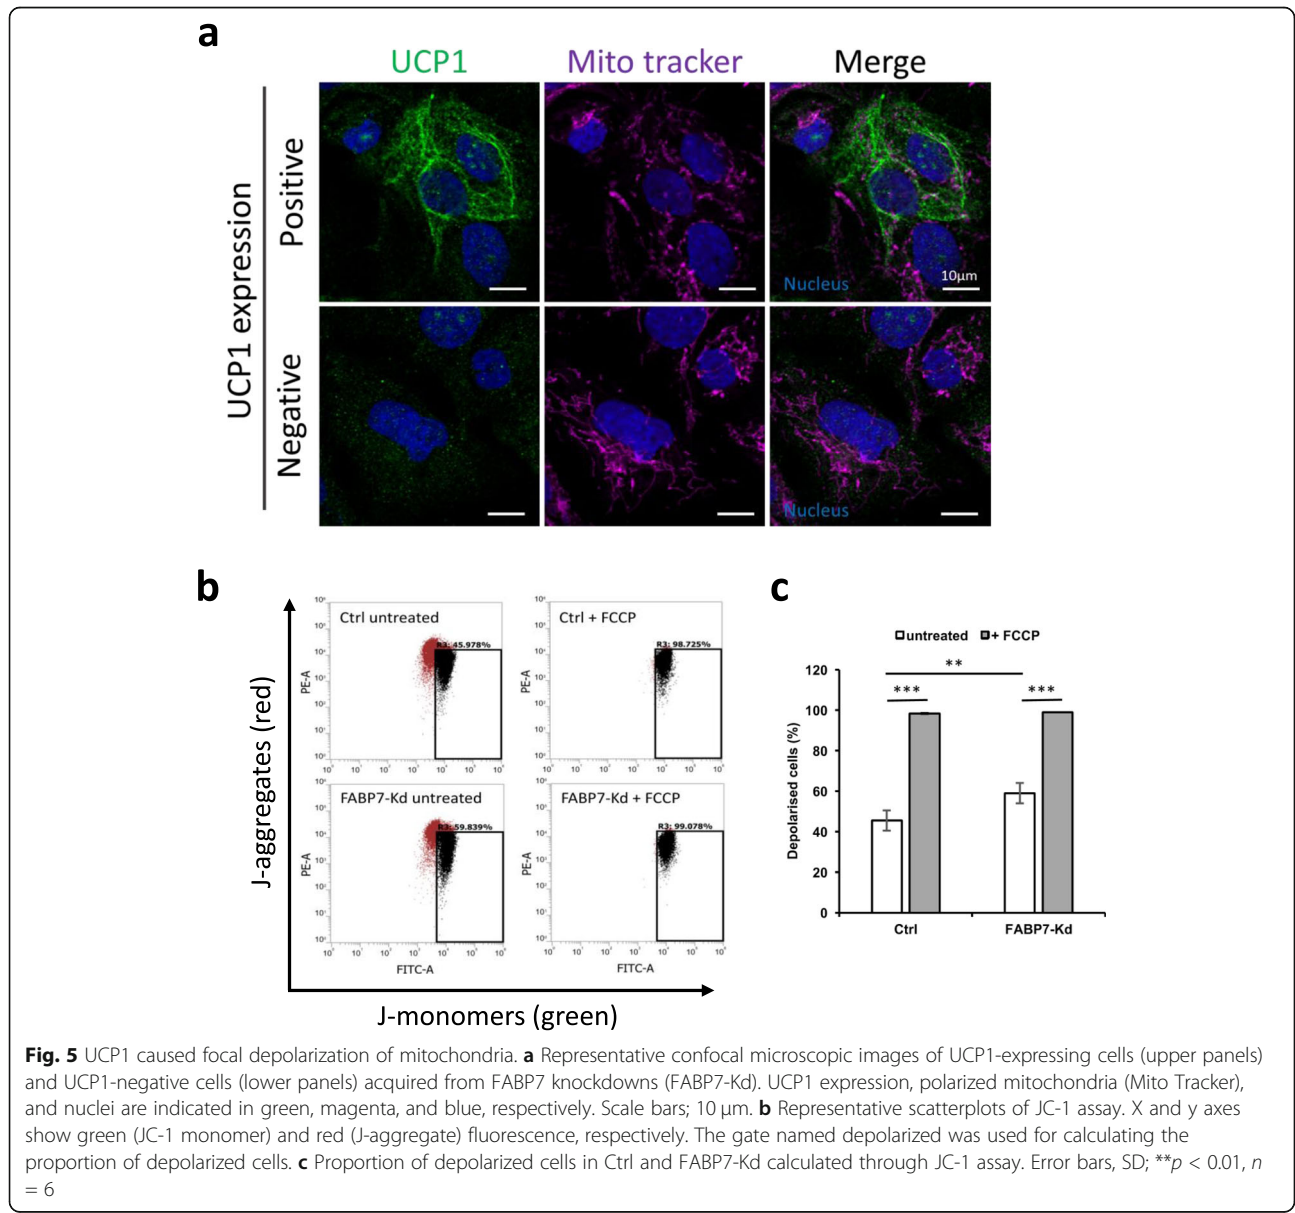 a
UCP1 Mito tracker Merge
UCP1 expression
Positive
Negative
Nucleus
10μm
Nucleus
b
J-aggregates (red)
Ctrl untreated
R3: 45.978%
PE-A
Ctrl + FCCP
R3: 98.725%
PE-A
FABP7-Kd untreated
R3: 59.839%
PE-A
FITC-A
FABP7-Kd + FCCP
R3: 99.078%
PE-A
FITC-A
J-monomers (green)
c
untreated + FCCP
Depolarised cells (%)
120
100
80
60
40
20
0
**
*** ***
Ctrl FABP7-Kd
Fig. 5 UCP1 caused focal depolarization of mitochondria. a Representative confocal microscopic images of UCP1-expressing cells (upper panels)
and UCP1-negative cells (lower panels) acquired from FABP7 knockdowns (FABP7-Kd). UCP1 expression, polarized mitochondria (Mito Tracker),
and nuclei are indicated in green, magenta, and blue, respectively. Scale bars; 10 μm. b Representative scatterplots of JC-1 assay. X and y axes
show green (JC-1 monomer) and red (J-aggregate) fluorescence, respectively. The gate named depolarized was used for calculating the
proportion of depolarized cells. c Proportion of depolarized cells in Ctrl and FABP7-Kd calculated through JC-1 assay. Error bars, SD; **p < 0.01, n
= 6